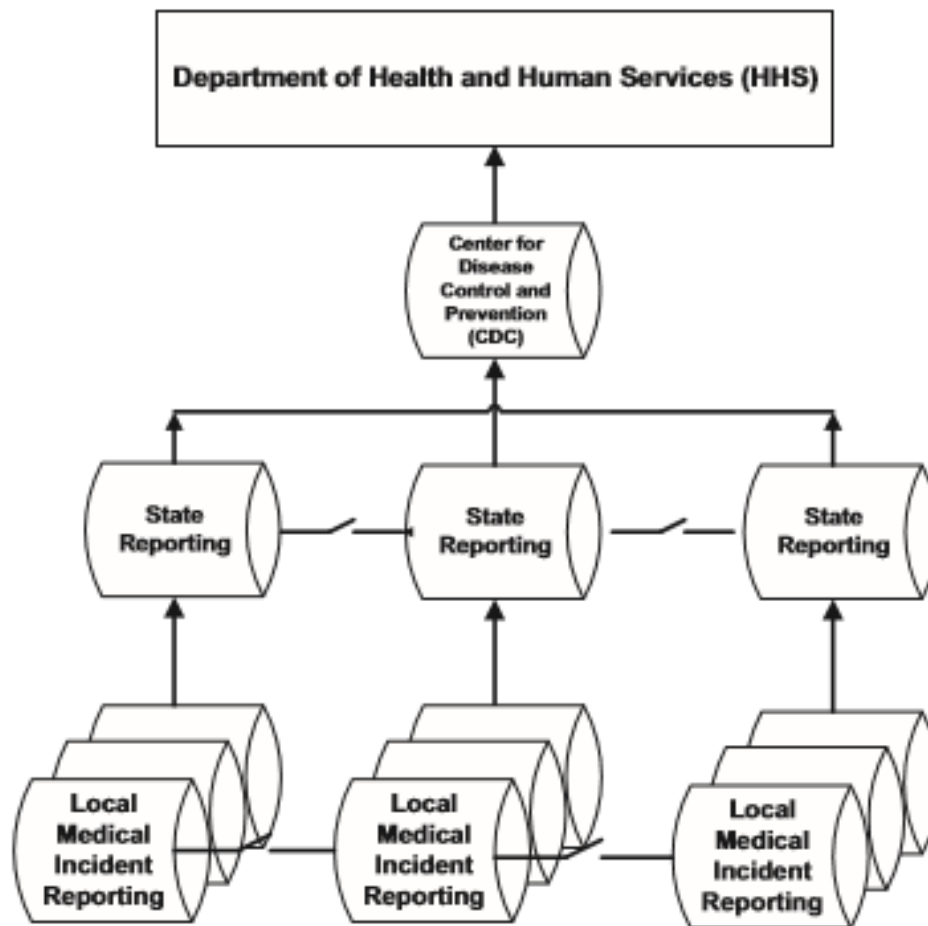 Department of Health and Human Services (HHS)
Center for
Disease
Control and
Prevention
(CDC)
State
Reporting
State
Reporting
State
Reporting
Local
Medical
Incident
Reporting
Local
Medical
Incident
Reporting
Local
Medical
Incident
Reporting